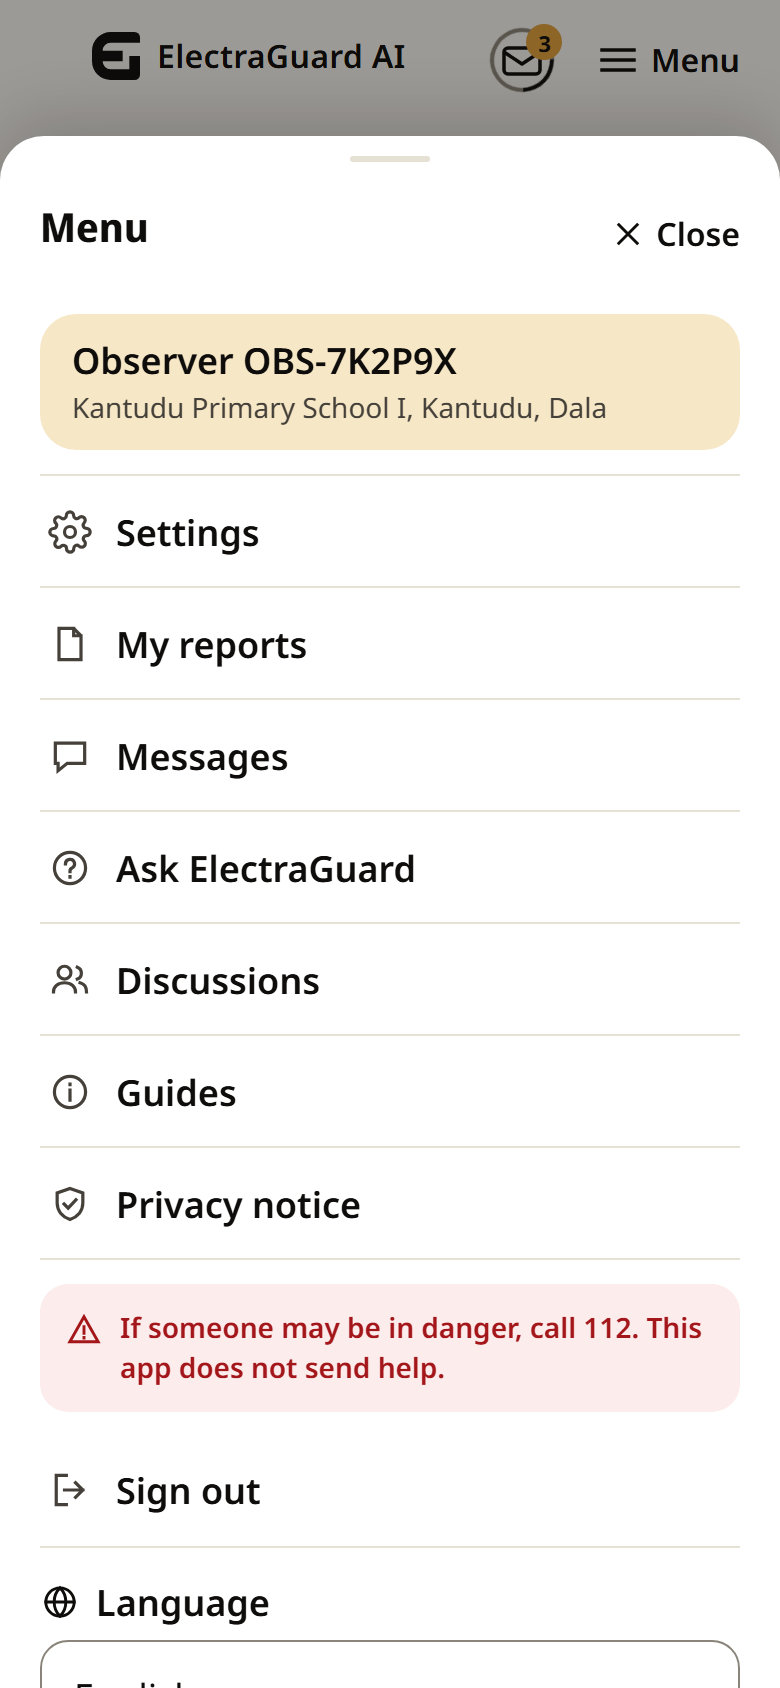 ElectraGuard AI
3
Menu
Menu
Close
Observer OBS-7K2P9X
Kantudu Primary School I, Kantudu, Dala
Settings
My reports
Messages
Ask ElectraGuard
Discussions
Guides
Privacy notice
If someone may be in danger, call 112. This
app does not send help.
Sign out
Language